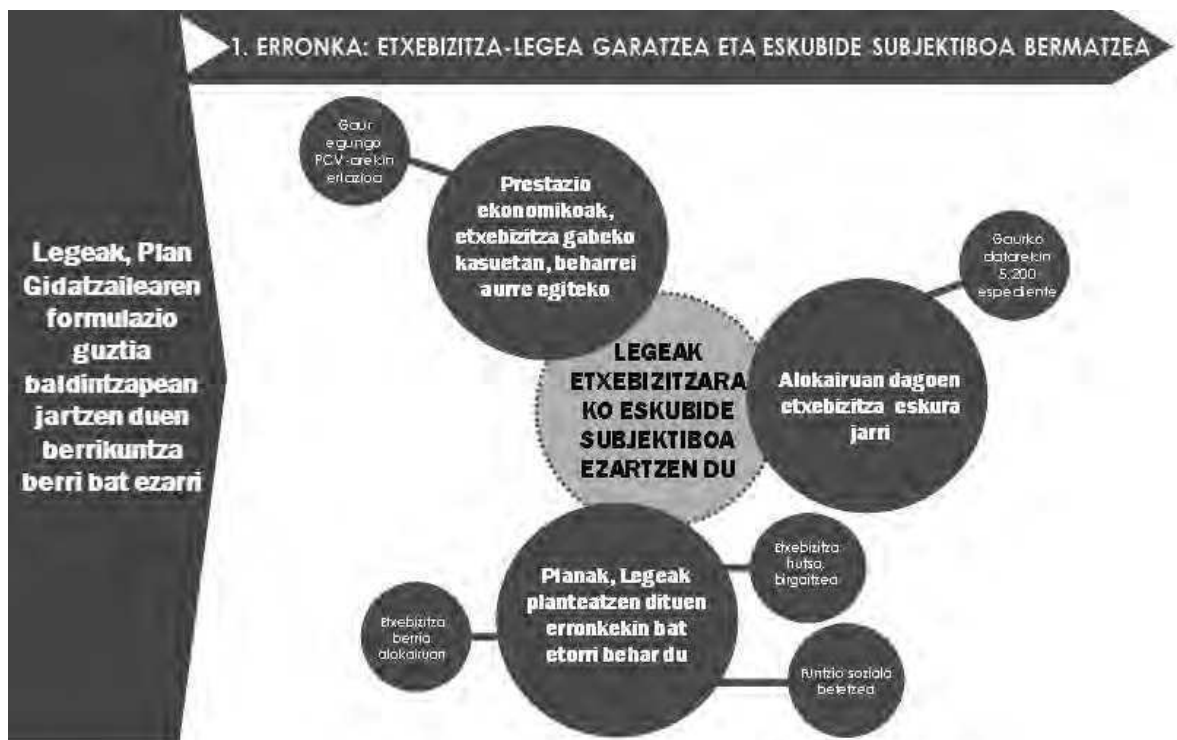 1. ERRONKA: ETXEBIZITZA-LEGEA GARATZEA ETA ESKUBIDE SUBJEKTIBOA BERMATZEA
Legeak, Plan
Gidatzailearen
formulazio
guztia
baldintzapean
jartzen duen
berrikuntza
berri bat ezarri
Gaur
egungo
PCV-arekin
erlazioa
Prestazio
ekonomikoak,
etxebizitza gabeko
kasuetan, beharrei
aurre egiteko
Gaurko
datarekin
5.200
espediente
LEGEAK
ETXEBIZITZARA
KO ESKUBIDE
SUBJEKTIBOA
EZARTZEN DU
Alokairuan dagoen
etxebizitza eskura
jarri
Planak, Legeak
planteatzen dituen
erronkekin bat
etorri behar du
Etxebizitza
hutsa,
birgaitzea
Etxebizitza
berria
alokairuan
Funtzio soziala
betetzea